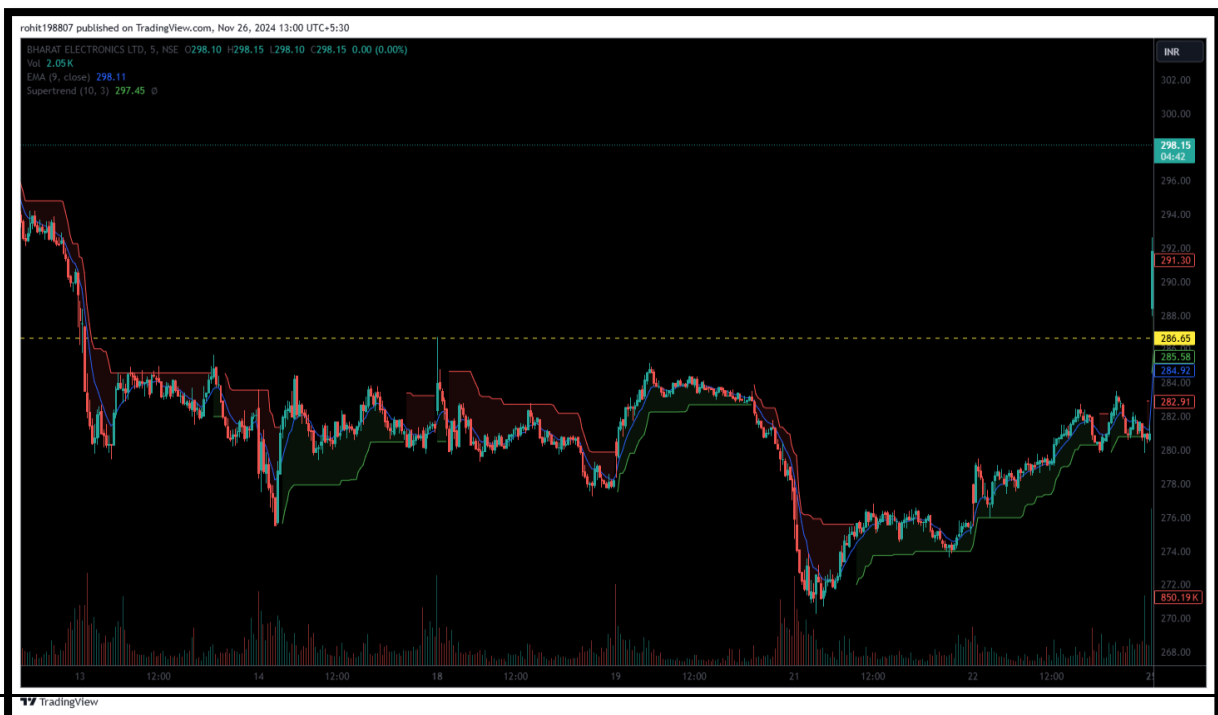 rohit198807 published on TradingView.com, Nov 26, 2024 13:00 UTC+5:30
BHARAT ELECTRONICS LTD, 5, NSE O298.10 H298.15 L298.10 C298.15 0.00 (0.00%)
Vol 2.05K
EMA (9, close) 298.11
Supertrend (10, 3) 297.45 Ø
INR
302.00
300.00
298.15
04:42
296.00
294.00
292.00
291.30
290.00
288.00
286.65
285.58
284.92
284.00
282.91
282.00
280.00
278.00
276.00
274.00
272.00
850.19K
270.00
268.00
13 12:00 14 12:00 18 12:00 19 12:00 21 12:00 22 12:00
TradingView